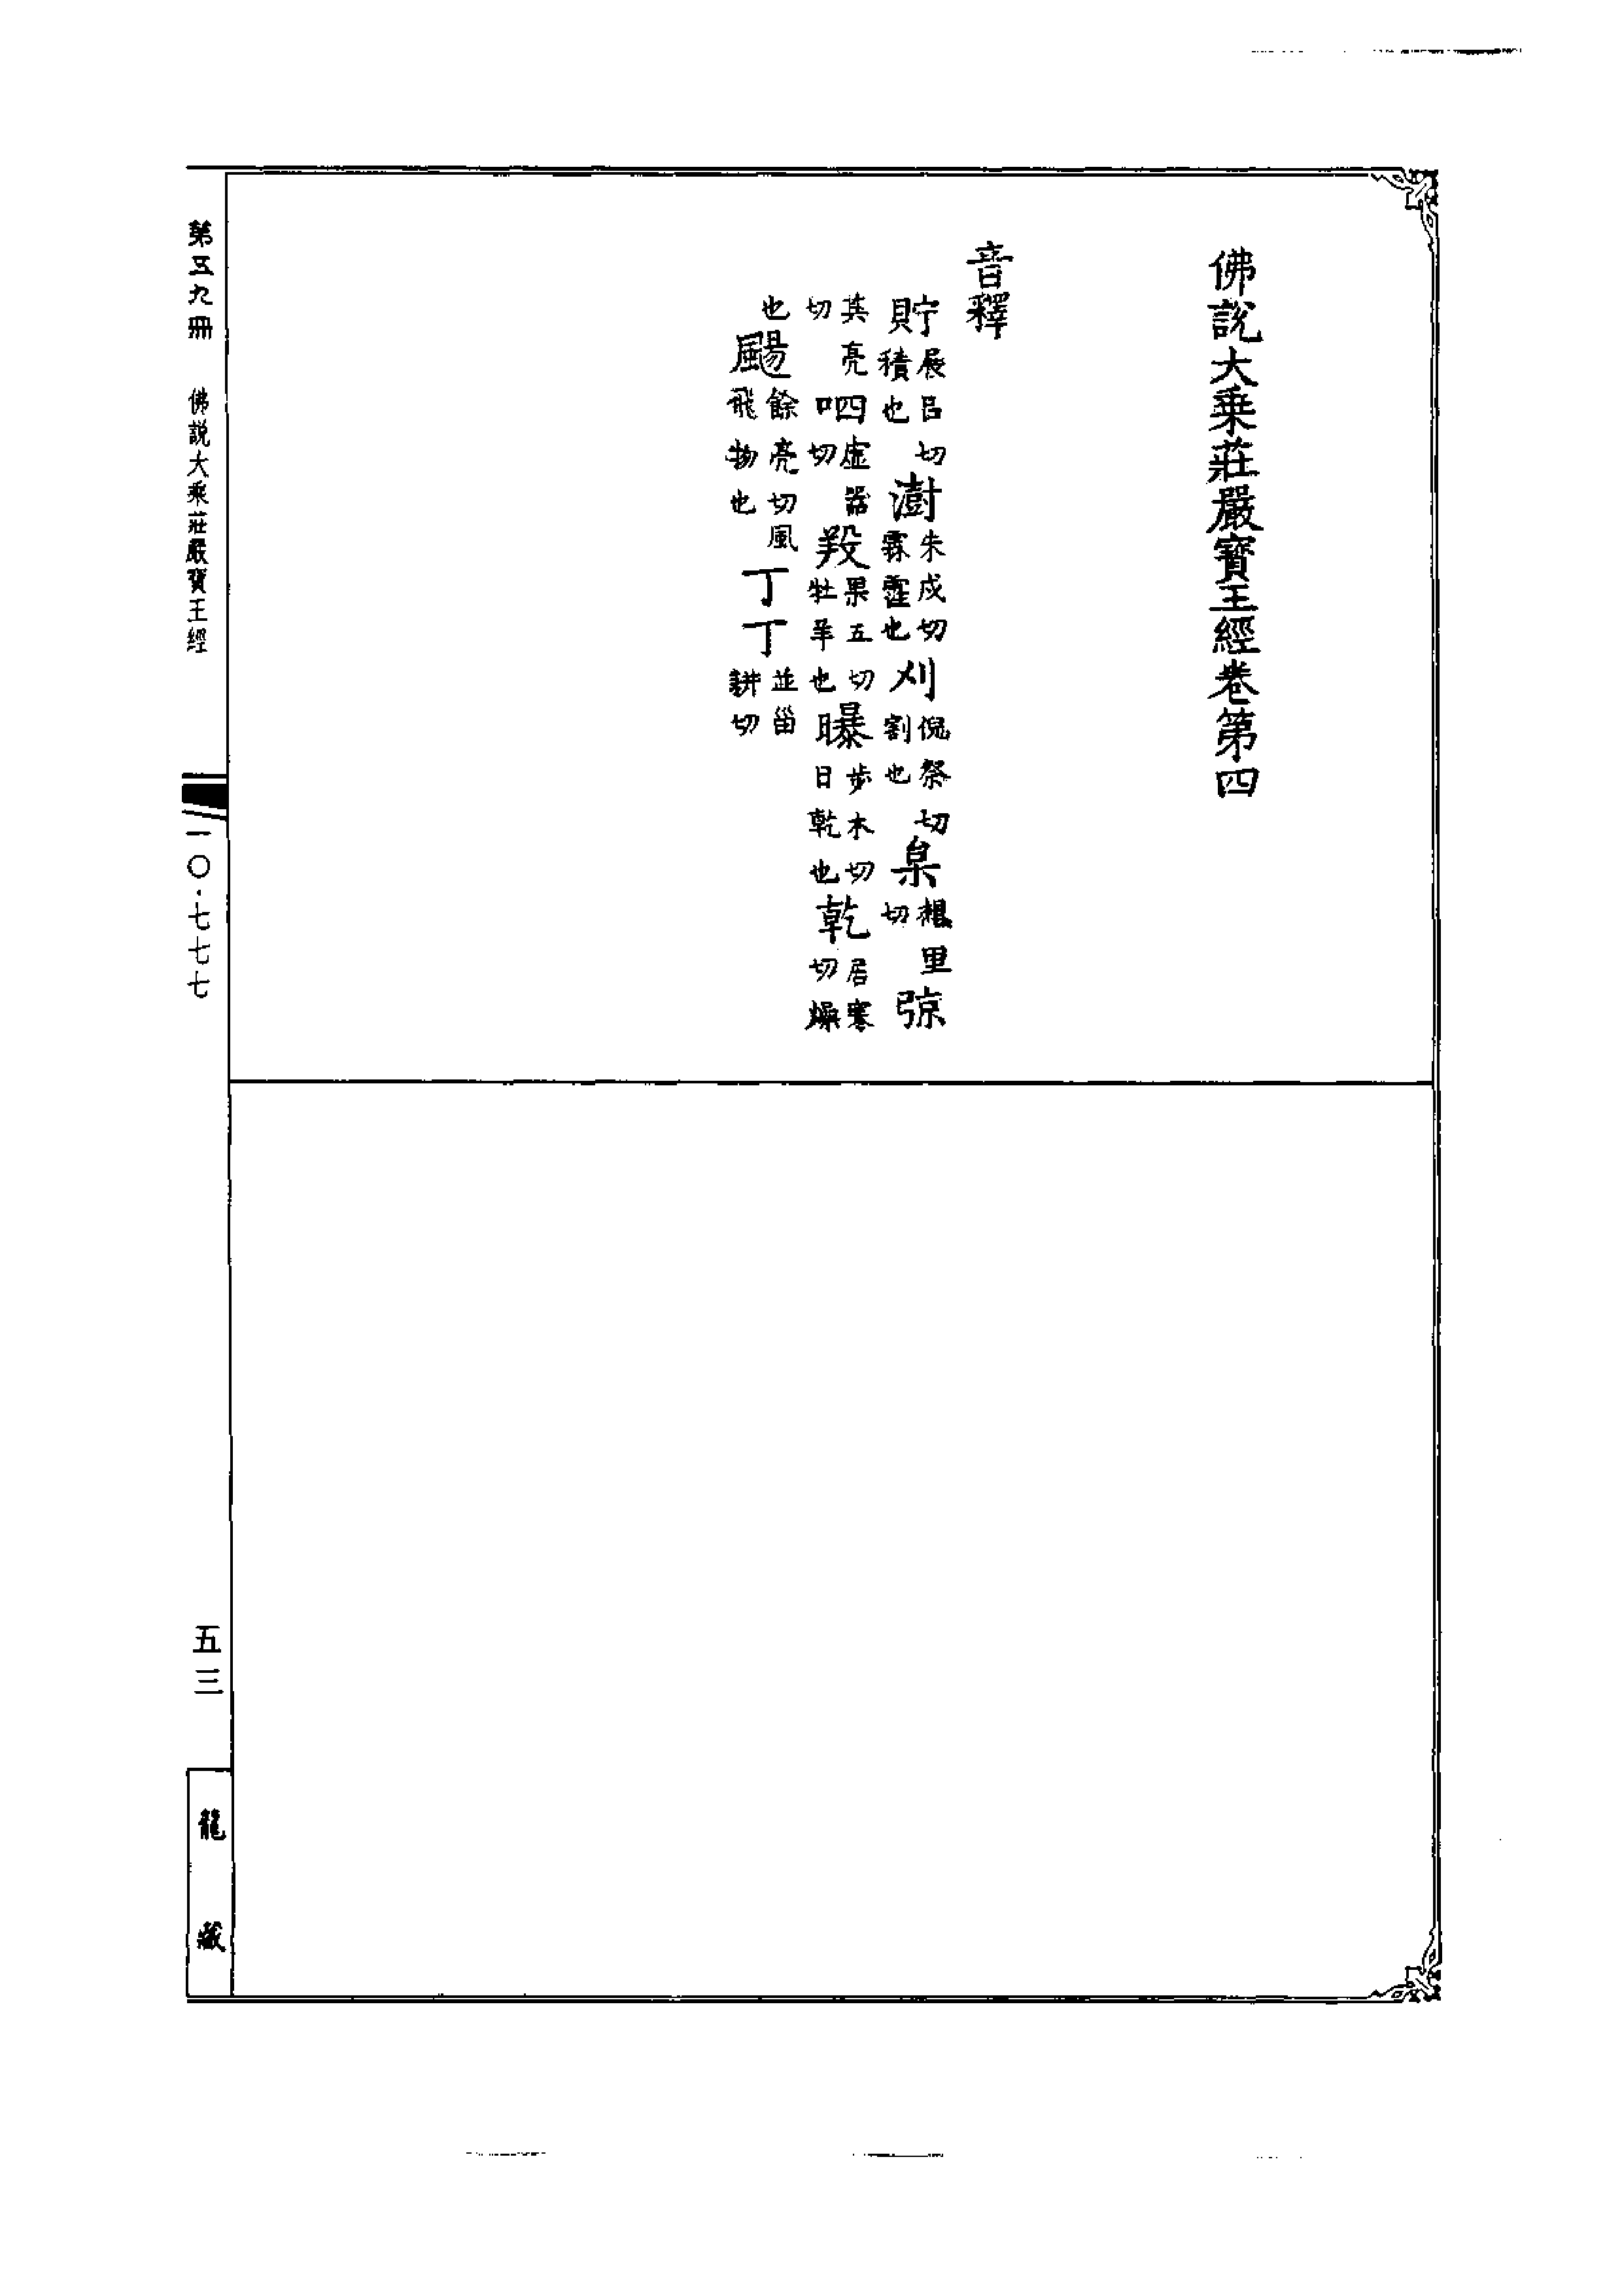 佛說大乘莊嚴寶王經卷第四
音釋
貯展呂切積也 澍朱戍切霖霔也 刈倪祭切割也 枲想里切 弶
其亮切 呬虛器切 羖果五切牡羊也 曝步木切日乾也 乾居寒切燥
也 颺餘亮切風飛物也 丁丁並甾耕切
第五九冊 佛說大乘莊嚴寶王經 一〇·七七七 五三 龍藏